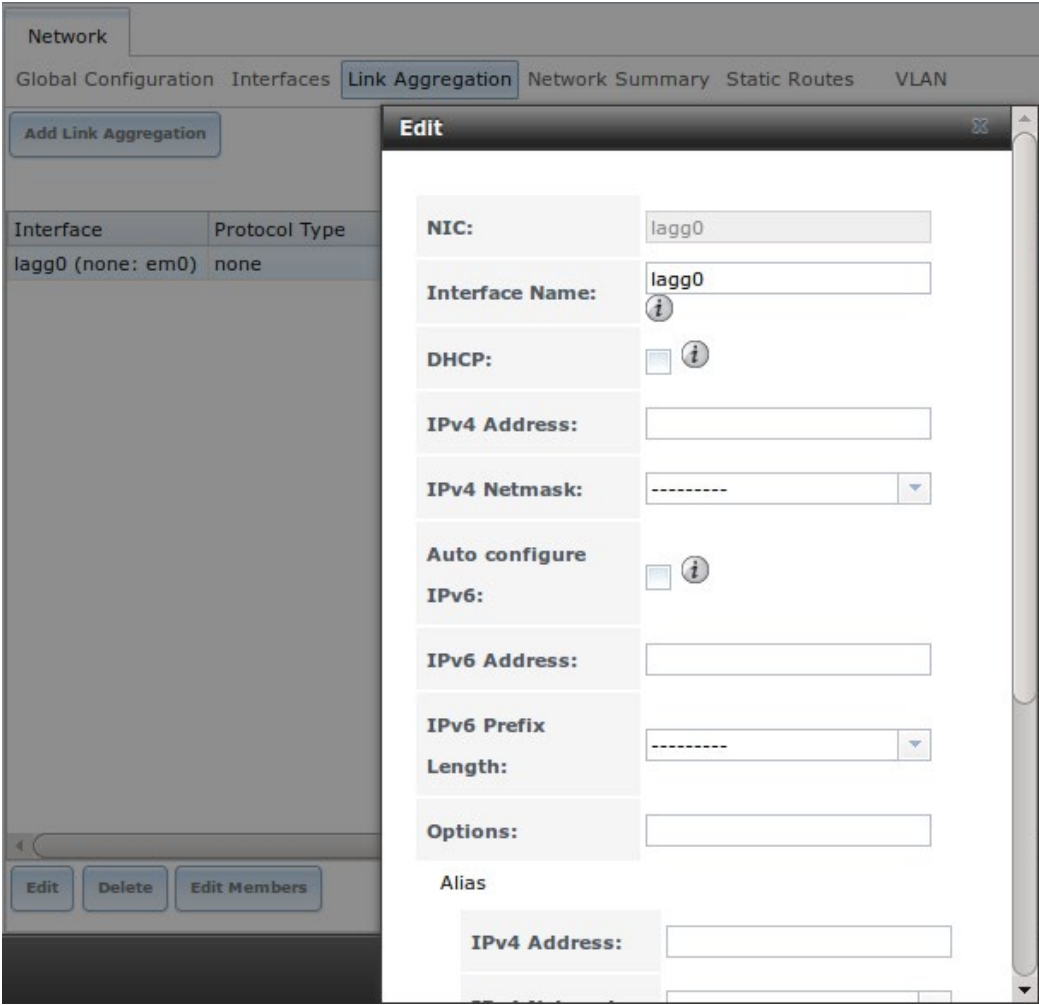 Network
Global Configuration Interfaces Link Aggregation Network Summary Static Routes VLAN
Add Link Aggregation
Interface Protocol Type
lagg0 (none: em0) none
Edit Delete Edit Members
Edit
NIC: lagg0
Interface Name: lagg0
DHCP:
IPv4 Address:
IPv4 Netmask: ---------
Auto configure
IPv6:
IPv6 Address:
IPv6 Prefix
Length: ---------
Options:
Alias
IPv4 Address: